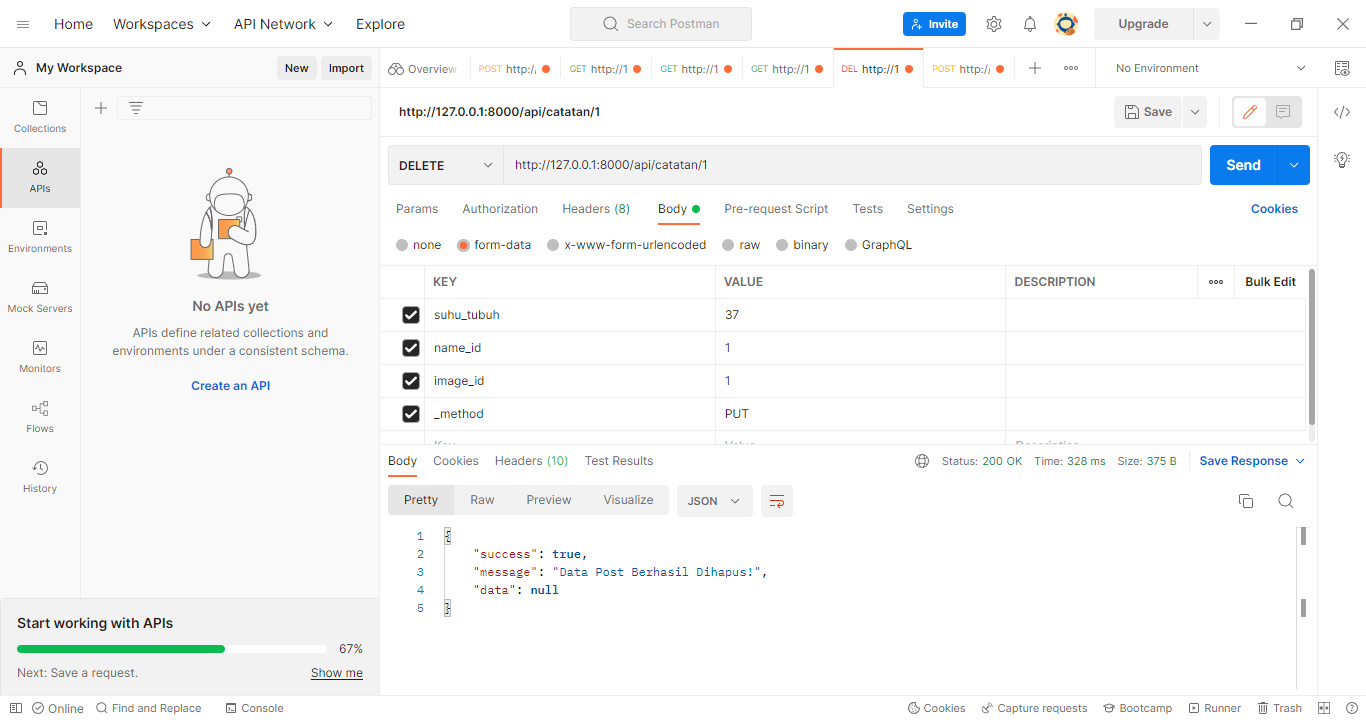 Home Workspaces API Network Explore Search Postman Invite Upgrade
My Workspace New Import Overview POST http:/, GET http://1 GET http://1 GET http://1 DEL http://1 POST http:/, No Environment
http://127.0.0.1:8000/api/catatan/1 Save
Collections
APIs
Environments
Mock Servers
Monitors
Flows
History
No APIs yet
APIs define related collections and
environments under a consistent schema.
Create an API
DELETE http://127.0.0.1:8000/api/catatan/1 Send
Params Authorization Headers (8) Body Pre-request Script Tests Settings Cookies
none form-data x-www-form-urlencoded raw binary GraphQL
KEY VALUE DESCRIPTION Bulk Edit
suhu_tubuh 37
name_id 1
image_id 1
_method PUT
Key Value Description
Body Cookies Headers (10) Test Results Status: 200 OK Time: 328 ms Size: 375 B Save Response
Pretty Raw Preview Visualize JSON
1 {
2 "success": true,
3 "message": "Data Post Berhasil Dihapus!",
4 "data": null
5 }
Start working with APIs
67%
Next: Save a request. Show me
Online Find and Replace Console Cookies Capture requests Bootcamp Runner Trash